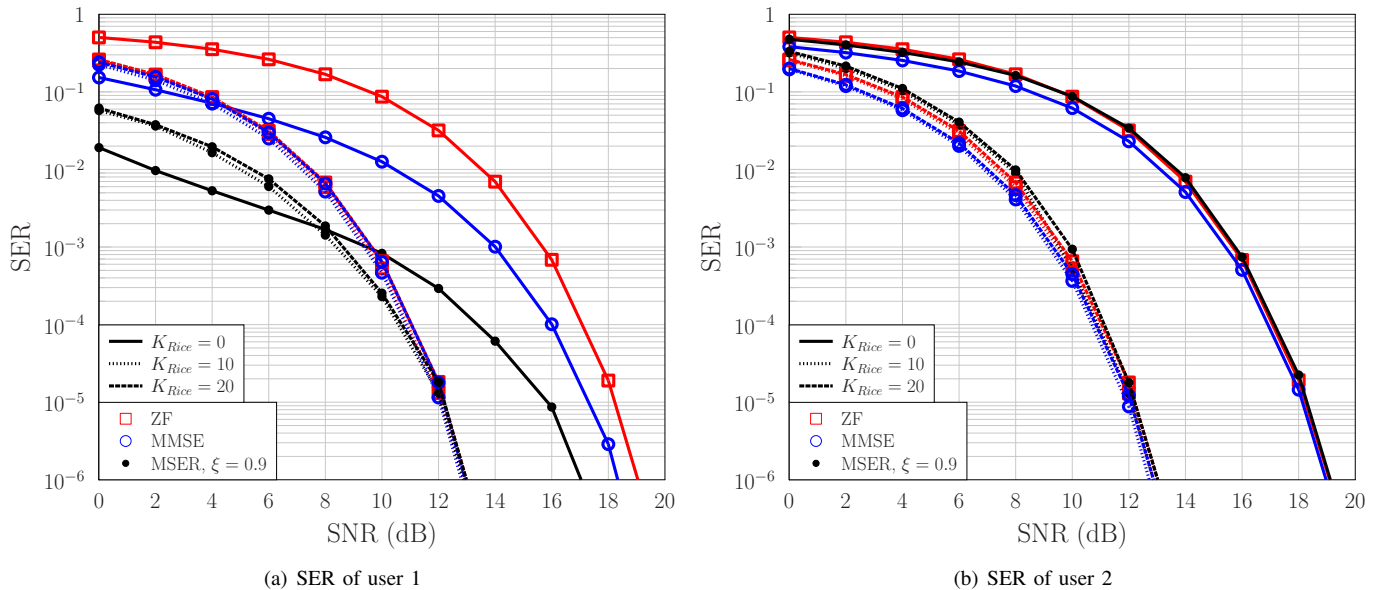 1
10⁻¹
10⁻²
10⁻³
10⁻⁴
10⁻⁵
10⁻⁶
SER
K_Rice = 0
K_Rice = 10
K_Rice = 20
ZF
MMSE
MSER, ξ = 0.9
0 2 4 6 8 10 12 14 16 18 20
SNR (dB)
(a) SER of user 1
1
10⁻¹
10⁻²
10⁻³
10⁻⁴
10⁻⁵
10⁻⁶
SER
K_Rice = 0
K_Rice = 10
K_Rice = 20
ZF
MMSE
MSER, ξ = 0.9
0 2 4 6 8 10 12 14 16 18 20
SNR (dB)
(b) SER of user 2